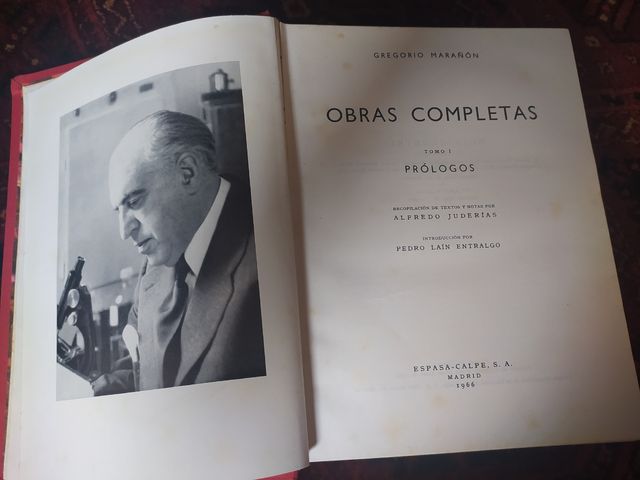 GREGORIO MARAÑÓN
OBRAS COMPLETAS
TOMO I
PRÓLOGOS
RECOPILACIÓN DE TEXTOS Y NOTAS POR
ALFREDO JUDERÍAS
INTRODUCCIÓN POR
PEDRO LAÍN ENTRALGO
ESPASA-CALPE, S. A.
MADRID
1966